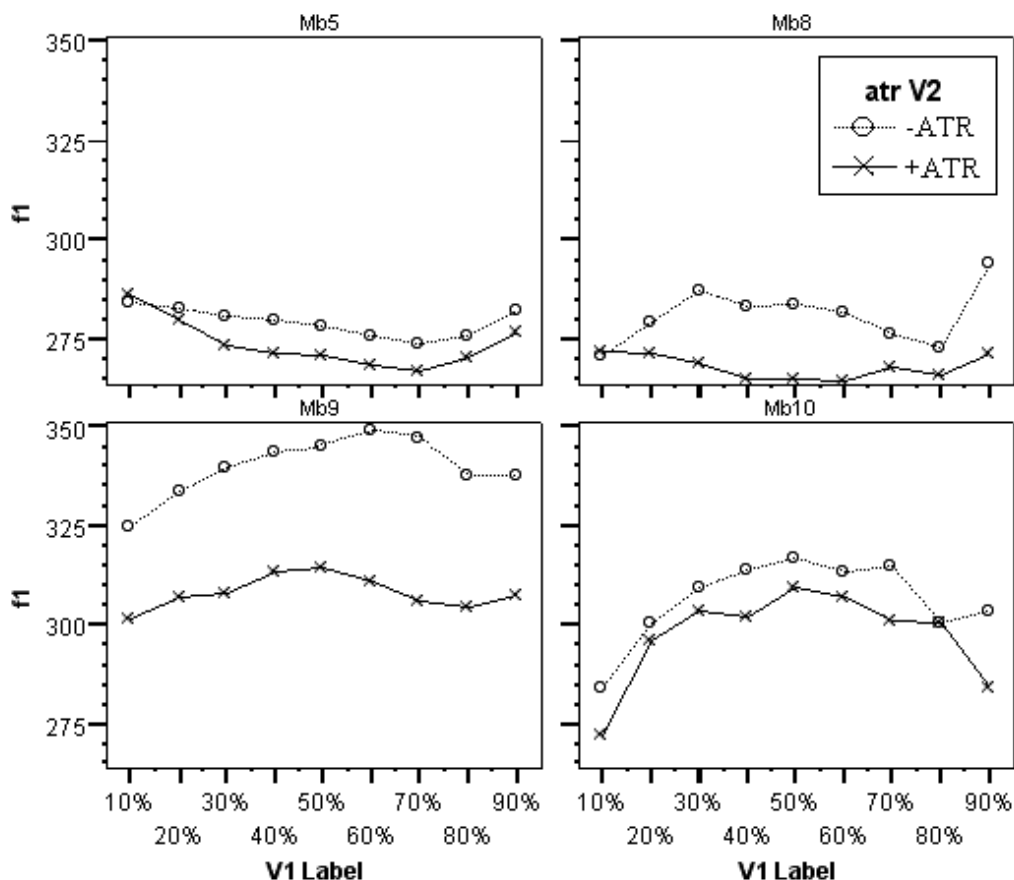 Mb5
Mb8
350
325
300
275
f1
atr V2
-ATR
+ATR
Mb9
Mb10
350
325
300
275
f1
10% 30% 50% 70% 90% 10% 30% 50% 70% 90%
20% 40% 60% 80% 20% 40% 60% 80%
V1 Label V1 Label